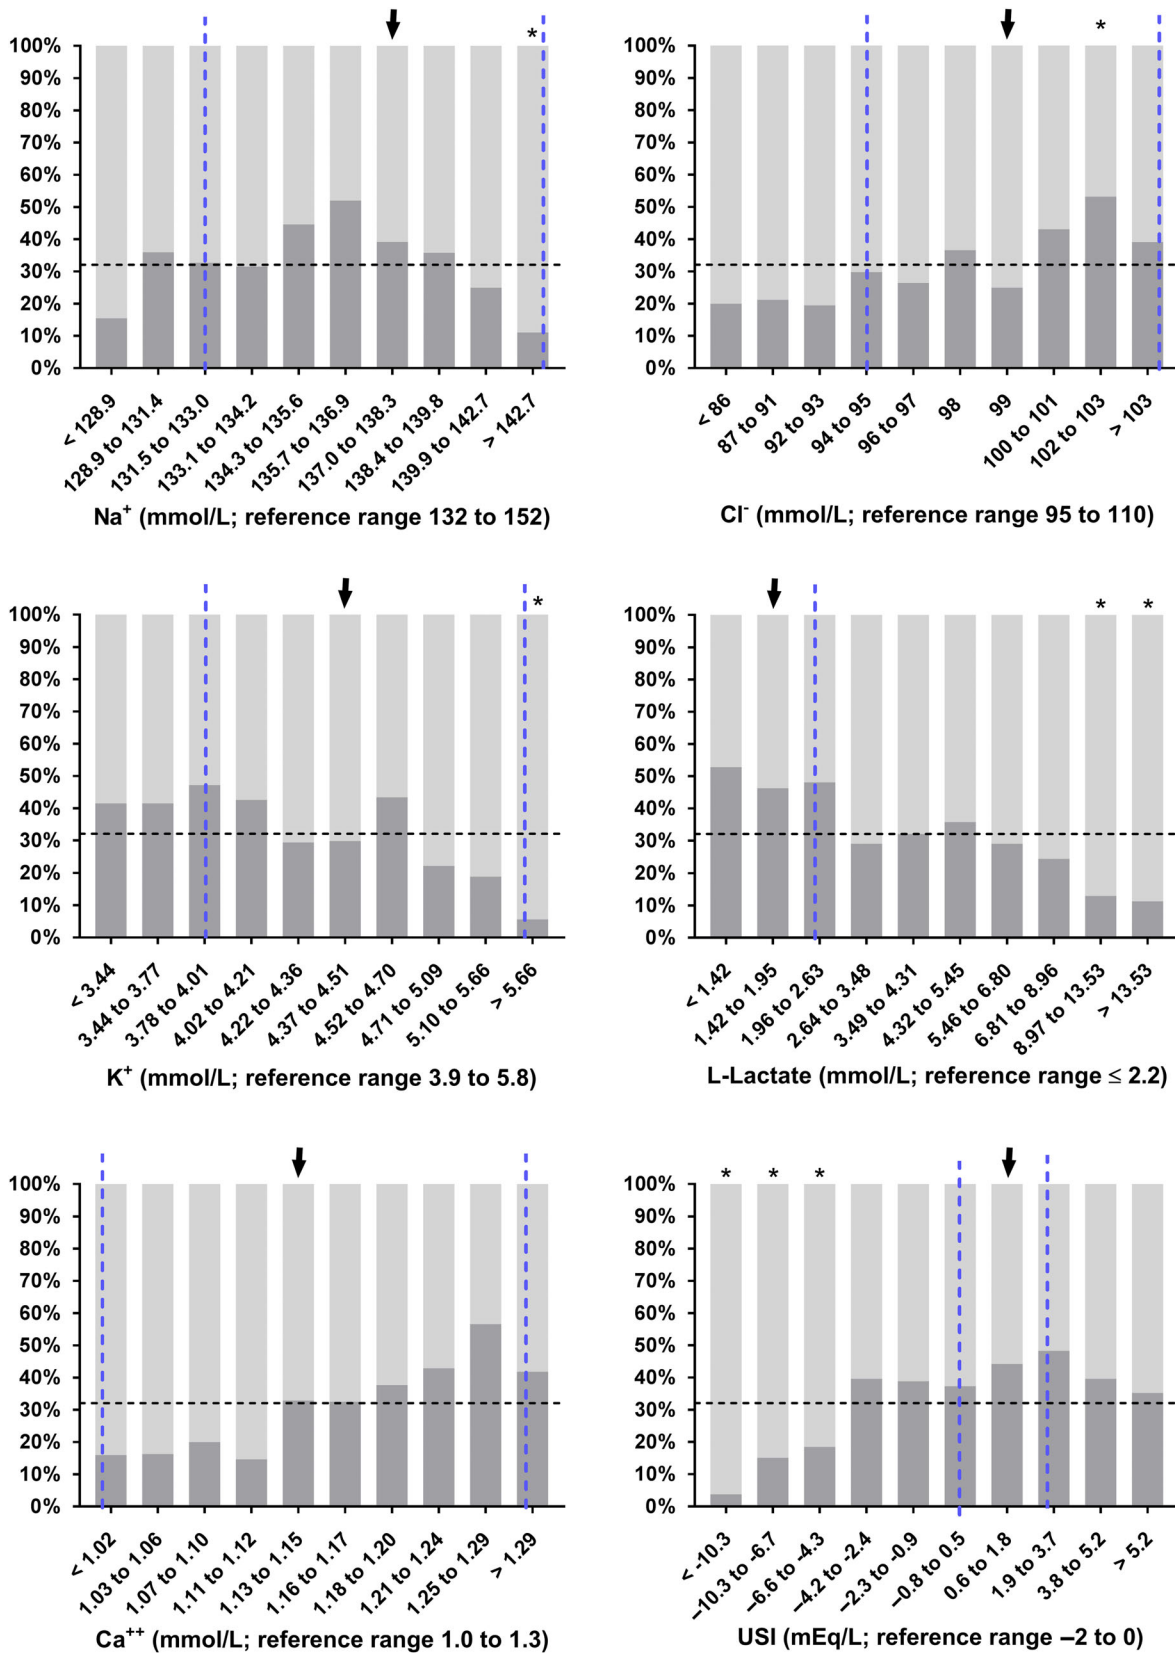 *
100%
90%
80%
70%
60%
50%
40%
30%
20%
10%
0%
< 128.9
128.9 to 131.4
131.5 to 133.0
133.1 to 134.2
134.3 to 135.6
135.7 to 136.9
137.0 to 138.3
138.4 to 139.8
139.9 to 142.7
> 142.7
Na+ (mmol/L; reference range 132 to 152)
*
100%
90%
80%
70%
60%
50%
40%
30%
20%
10%
0%
< 86
87 to 91
92 to 93
94 to 95
96 to 97
98
99
100 to 101
102 to 103
> 103
Cl- (mmol/L; reference range 95 to 110)
*
100%
90%
80%
70%
60%
50%
40%
30%
20%
10%
0%
< 3.44
3.44 to 3.77
3.78 to 4.01
4.02 to 4.21
4.22 to 4.36
4.37 to 4.51
4.52 to 4.70
4.71 to 5.09
5.10 to 5.66
> 5.66
K+ (mmol/L; reference range 3.9 to 5.8)
* *
100%
90%
80%
70%
60%
50%
40%
30%
20%
10%
0%
< 1.42
1.42 to 1.95
1.96 to 2.63
2.64 to 3.48
3.49 to 4.31
4.32 to 5.45
5.46 to 6.80
6.81 to 8.96
8.97 to 13.53
> 13.53
L-Lactate (mmol/L; reference range ≤ 2.2)
100%
90%
80%
70%
60%
50%
40%
30%
20%
10%
0%
< 1.02
1.03 to 1.06
1.07 to 1.10
1.11 to 1.12
1.13 to 1.15
1.16 to 1.17
1.18 to 1.20
1.21 to 1.24
1.25 to 1.29
> 1.29
Ca++ (mmol/L; reference range 1.0 to 1.3)
* * *
100%
90%
80%
70%
60%
50%
40%
30%
20%
10%
0%
< -10.3
–10.3 to –6.7
–6.6 to –4.3
–4.2 to –2.4
–2.3 to –0.9
–0.8 to 0.5
0.6 to 1.8
1.9 to 3.7
3.8 to 5.2
> 5.2
USI (mEq/L; reference range –2 to 0)